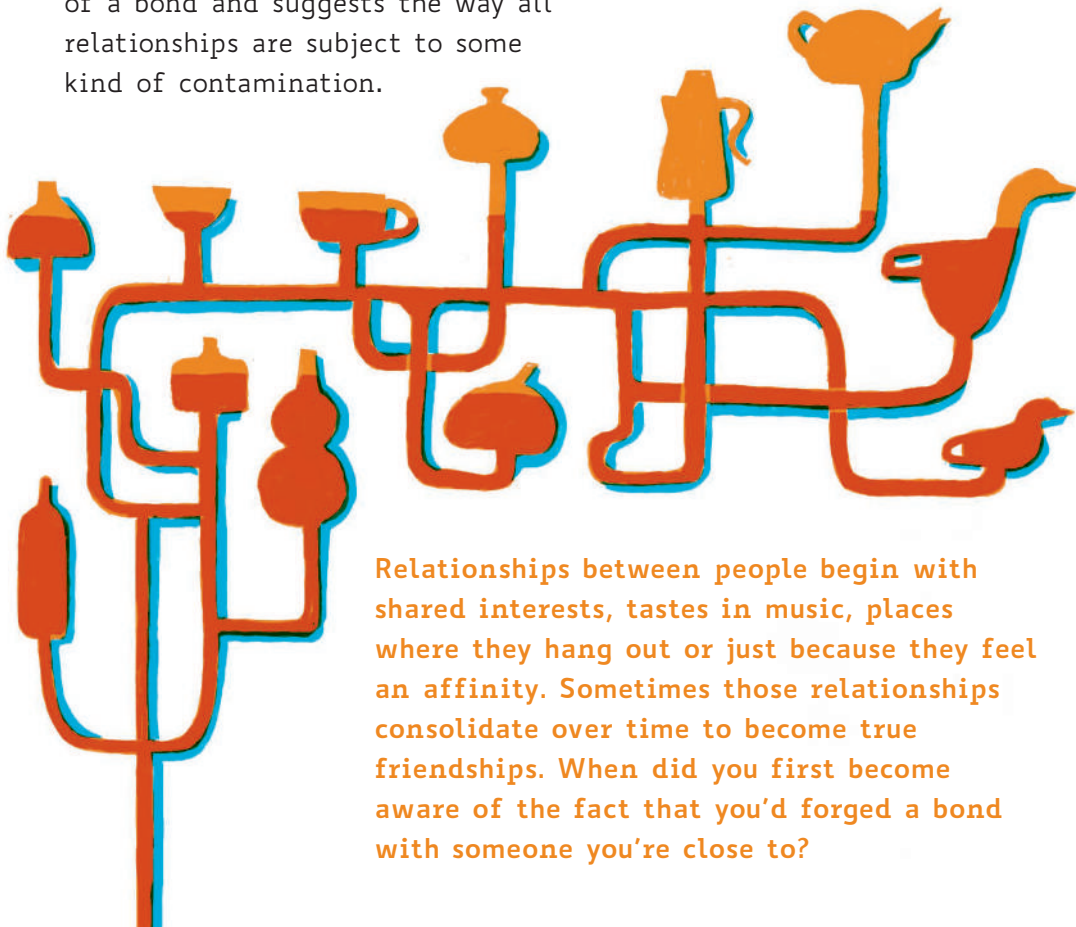 of a bond and suggests the way all
relationships are subject to some
kind of contamination.
Relationships between people begin with
shared interests, tastes in music, places
where they hang out or just because they feel
an affinity. Sometimes those relationships
consolidate over time to become true
friendships. When did you first become
aware of the fact that you'd forged a bond
with someone you're close to?